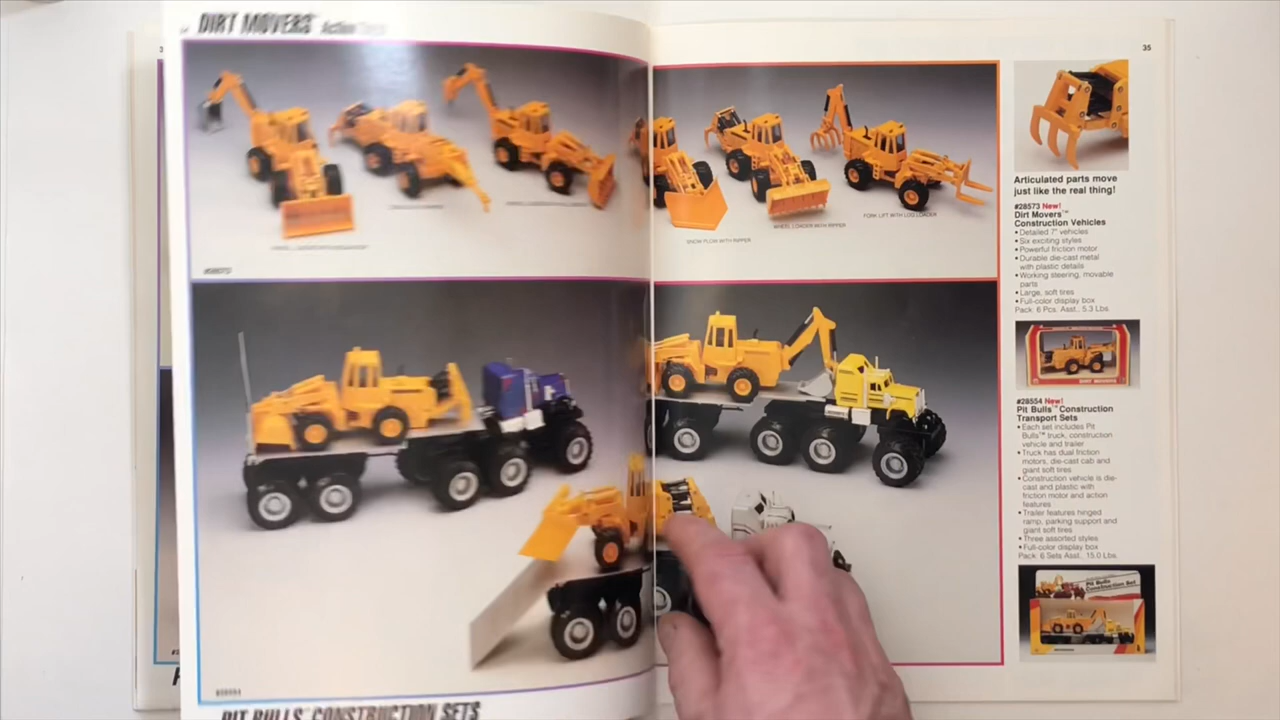 DIRT MOVERS™ Action
35
SNOW PLOW WITH RIPPER
WHEEL LOADER WITH RIPPER
FORK LIFT WITH LOG LOADER
PIT BULLS™ CONSTRUCTION SETS
Articulated parts move
just like the real thing!
#28573 New!
Dirt Movers™
Construction Vehicles
• Detailed 7" vehicles
• Six exciting styles
• Powerful friction motor
• Durable die-cast metal
with plastic details
• Working steering, movable
parts
• Large, soft tires
• Full-color display box
Pack: 6 Pcs. Asst., 5.3 Lbs.
DIRT MOVERS
#28554 New!
Pit Bulls™ Construction
Transport Sets
• Each set includes Pit
Bulls™ truck, construction
vehicle and trailer
• Truck has dual friction
motors, die-cast cab and
giant soft tires
• Construction vehicle is die-
cast and plastic with
friction motor and action
features
• Trailer features hinged
ramp, parking support and
giant soft tires
• Three assorted styles
• Full-color display box
Pack: 6 Sets Asst., 15.0 Lbs.
Pit Bulls
Construction Set